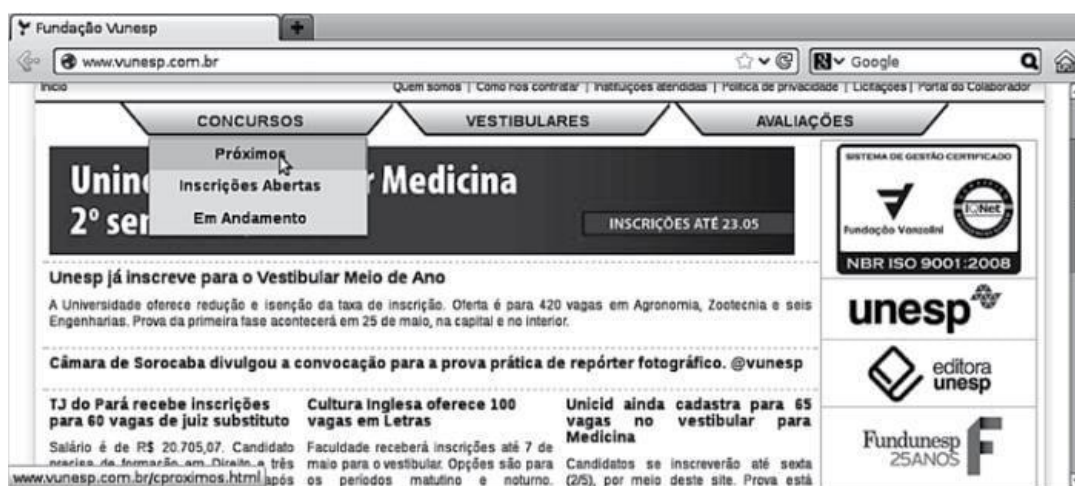 Fundação Vunesp
www.vunesp.com.br
Google
Início
Quem somos | Como nos contratar | Instituições atendidas | Política de privacidade | Licitações | Portal do Colaborador
CONCURSOS
VESTIBULARES
AVALIAÇÕES
Próximos
Inscrições Abertas
Em Andamento
Medicina
2º
INSCRIÇÕES ATÉ 23.05
SISTEMA DE GESTÃO CERTIFICADO
Fundação Vanzolini
IQNet
NBR ISO 9001:2008
Unesp já inscreve para o Vestibular Meio de Ano
A Universidade oferece redução e isenção da taxa de inscrição. Oferta é para 420 vagas em Agronomia, Zootecnia e seis
Engenharias. Prova da primeira fase acontecerá em 25 de maio, na capital e no interior.
unesp
Câmara de Sorocaba divulgou a convocação para a prova prática de repórter fotográfico. @vunesp
editora
unesp
TJ do Pará recebe inscrições
para 60 vagas de juiz substituto
Salário é de R$ 20.705,07. Candidato
precisa de formação em Direito e três
após
Cultura Inglesa oferece 100
vagas em Letras
Faculdade receberá inscrições até 7 de
maio para o vestibular. Opções são para
os períodos matutino e noturno.
Unicid ainda cadastra para 65
vagas no vestibular para
Medicina
Candidatos se inscreverão até sexta
(2/5), por meio deste site. Prova está
Fundunesp
25ANOS
www.vunesp.com.br/cproximos.html